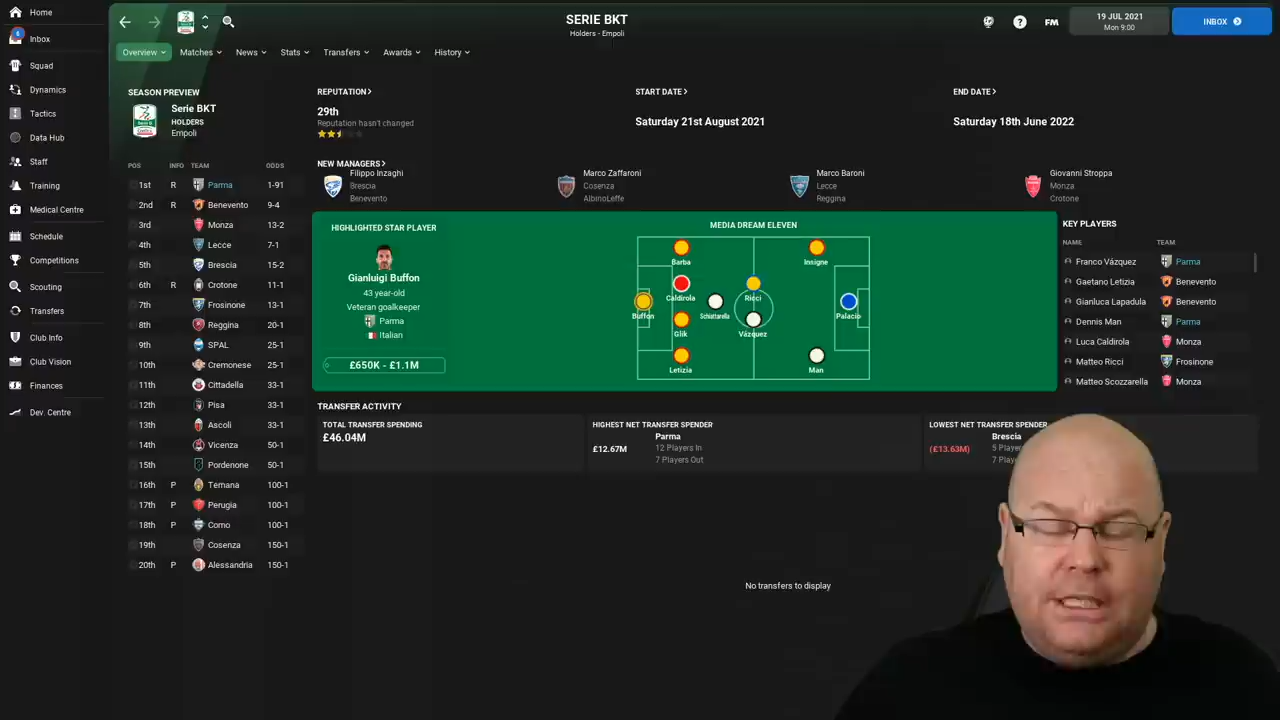 Home
SERIE BKT
Holders - Empoli
19 JUL 2021
Mon 9:00
INBOX
FM
?
6
Inbox
Squad
Dynamics
Tactics
Data Hub
Staff
Training
Medical Centre
Schedule
Competitions
Scouting
Transfers
Club Info
Club Vision
Finances
Dev. Centre
Overview
Matches
News
Stats
Transfers
Awards
History
SEASON PREVIEW
Serie BKT
HOLDERS
Empoli
POS INFO TEAM ODDS
1st R Parma 1-91
2nd R Benevento 9-4
3rd Monza 13-2
4th Lecce 7-1
5th Brescia 15-2
6th R Crotone 11-1
7th Frosinone 13-1
8th Reggina 20-1
9th SPAL 25-1
10th Cremonese 25-1
11th Cittadella 33-1
12th Pisa 33-1
13th Ascoli 33-1
14th Vicenza 50-1
15th Pordenone 50-1
16th P Ternana 100-1
17th P Perugia 100-1
18th P Como 100-1
19th Cosenza 150-1
20th P Alessandria 150-1
REPUTATION
29th
Reputation hasn't changed
START DATE
Saturday 21st August 2021
END DATE
Saturday 18th June 2022
NEW MANAGERS
Filippo Inzaghi
Brescia
Benevento
Marco Zaffaroni
Cosenza
AlbinoLeffe
Marco Baroni
Lecce
Reggina
Giovanni Stroppa
Monza
Crotone
HIGHLIGHTED STAR PLAYER
Gianluigi Buffon
43 year-old
Veteran goalkeeper
Parma
Italian
£650K - £1.1M
MEDIA DREAM ELEVEN
Barba
Insigne
Caldirola
Ricci
Buffon
Schiattarella
Palacio
Glik
Vázquez
Letizia
Man
KEY PLAYERS
NAME TEAM
Franco Vázquez Parma
Gaetano Letizia Benevento
Gianluca Lapadula Benevento
Dennis Man Parma
Luca Caldirola Monza
Matteo Ricci Frosinone
Matteo Scozzarella Monza
TRANSFER ACTIVITY
TOTAL TRANSFER SPENDING
£46.04M
HIGHEST NET TRANSFER SPENDER
£12.67M
Parma
12 Players In
7 Players Out
LOWEST NET TRANSFER SPENDER
(£13.63M)
Brescia
5 Playe
7 Playe
No transfers to display